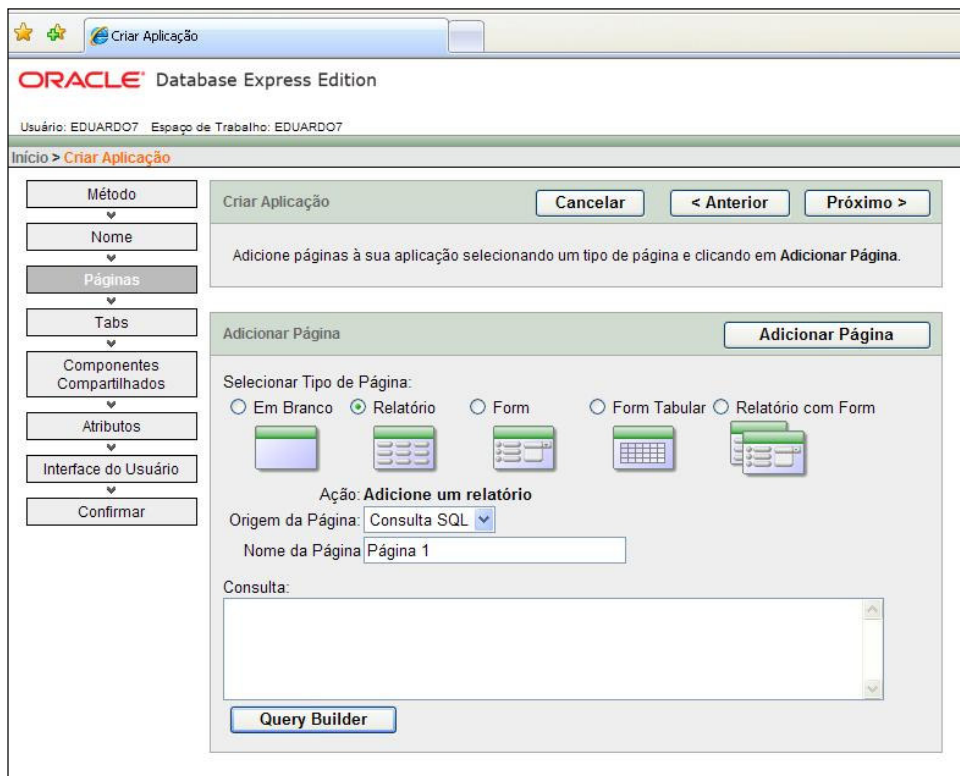 Criar Aplicação
ORACLE Database Express Edition
Usuário: EDUARDO7 Espaço de Trabalho: EDUARDO7
Início > Criar Aplicação
Método
Nome
Páginas
Tabs
Componentes
Compartilhados
Atributos
Interface do Usuário
Confirmar
Criar Aplicação
Cancelar
< Anterior
Próximo >
Adicione páginas à sua aplicação selecionando um tipo de página e clicando em Adicionar Página.
Adicionar Página
Adicionar Página
Selecionar Tipo de Página:
Em Branco Relatório Form Form Tabular Relatório com Form
Ação: Adicione um relatório
Origem da Página: Consulta SQL
Nome da Página Página 1
Consulta:
Query Builder